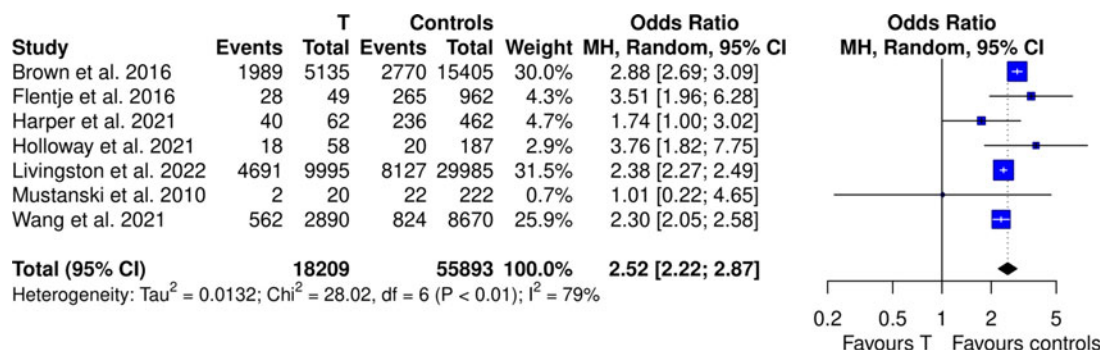 T Controls Odds Ratio Odds Ratio
Study Events Total Events Total Weight MH, Random, 95% CI MH, Random, 95% CI
Brown et al. 2016 1989 5135 2770 15405 30.0% 2.88 [2.69; 3.09]
Flentje et al. 2016 28 49 265 962 4.3% 3.51 [1.96; 6.28]
Harper et al. 2021 40 62 236 462 4.7% 1.74 [1.00; 3.02]
Holloway et al. 2021 18 58 20 187 2.9% 3.76 [1.82; 7.75]
Livingston et al. 2022 4691 9995 8127 29985 31.5% 2.38 [2.27; 2.49]
Mustanski et al. 2010 2 20 22 222 0.7% 1.01 [0.22; 4.65]
Wang et al. 2021 562 2890 824 8670 25.9% 2.30 [2.05; 2.58]
Total (95% CI) 18209 55893 100.0% 2.52 [2.22; 2.87]
Heterogeneity: Tau² = 0.0132; Chi² = 28.02, df = 6 (P < 0.01); I² = 79%
0.2 0.5 1 2 5
Favours T Favours controls